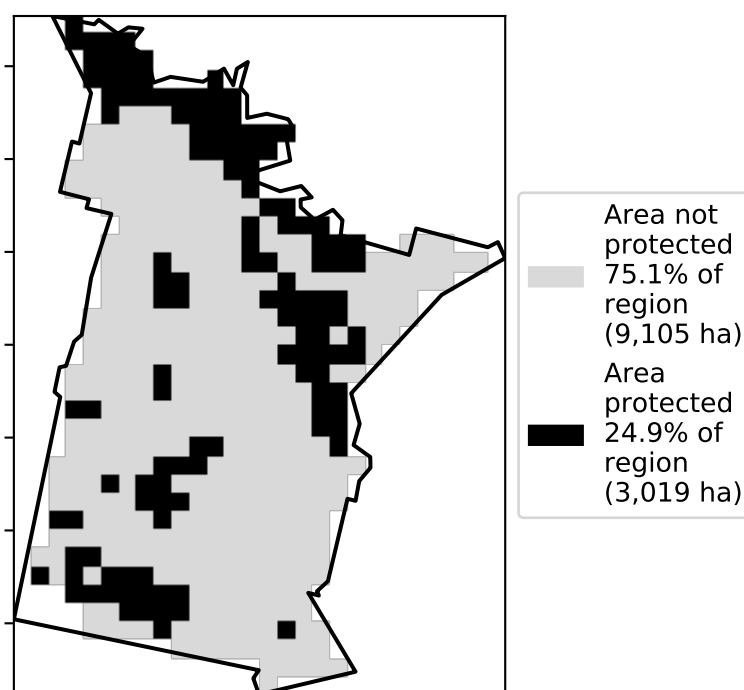 Area not
protected
75.1% of
region
(9,105 ha)
Area
protected
24.9% of
region
(3,019 ha)